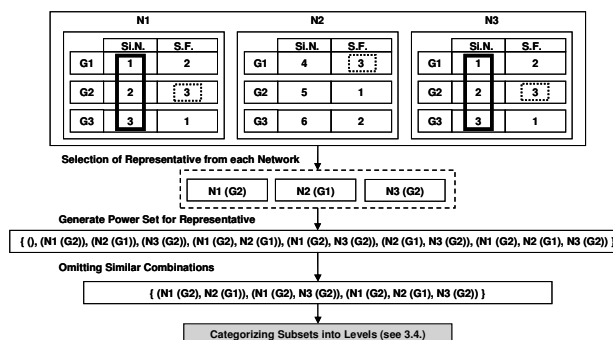 N1 N2 N3
Si.N. S.F. Si.N. S.F. Si.N. S.F.
G1 1 2 G1 4 3 G1 1 2
G2 2 3 G2 5 1 G2 2 3
G3 3 1 G3 6 2 G3 3 1
Selection of Representative from each Network
N1 (G2) N2 (G1) N3 (G2)
Generate Power Set for Representative
{ (), (N1 (G2)), (N2 (G1)), (N3 (G2)), (N1 (G2), N2 (G1)), (N1 (G2), N3 (G2)), (N2 (G1), N3 (G2)), (N1 (G2), N2 (G1), N3 (G2)) }
Omitting Similar Combinations
{ (N1 (G2), N2 (G1)), (N1 (G2), N3 (G2)), (N1 (G2), N2 (G1), N3 (G2)) }
Categorizing Subsets into Levels (see 3.4.)